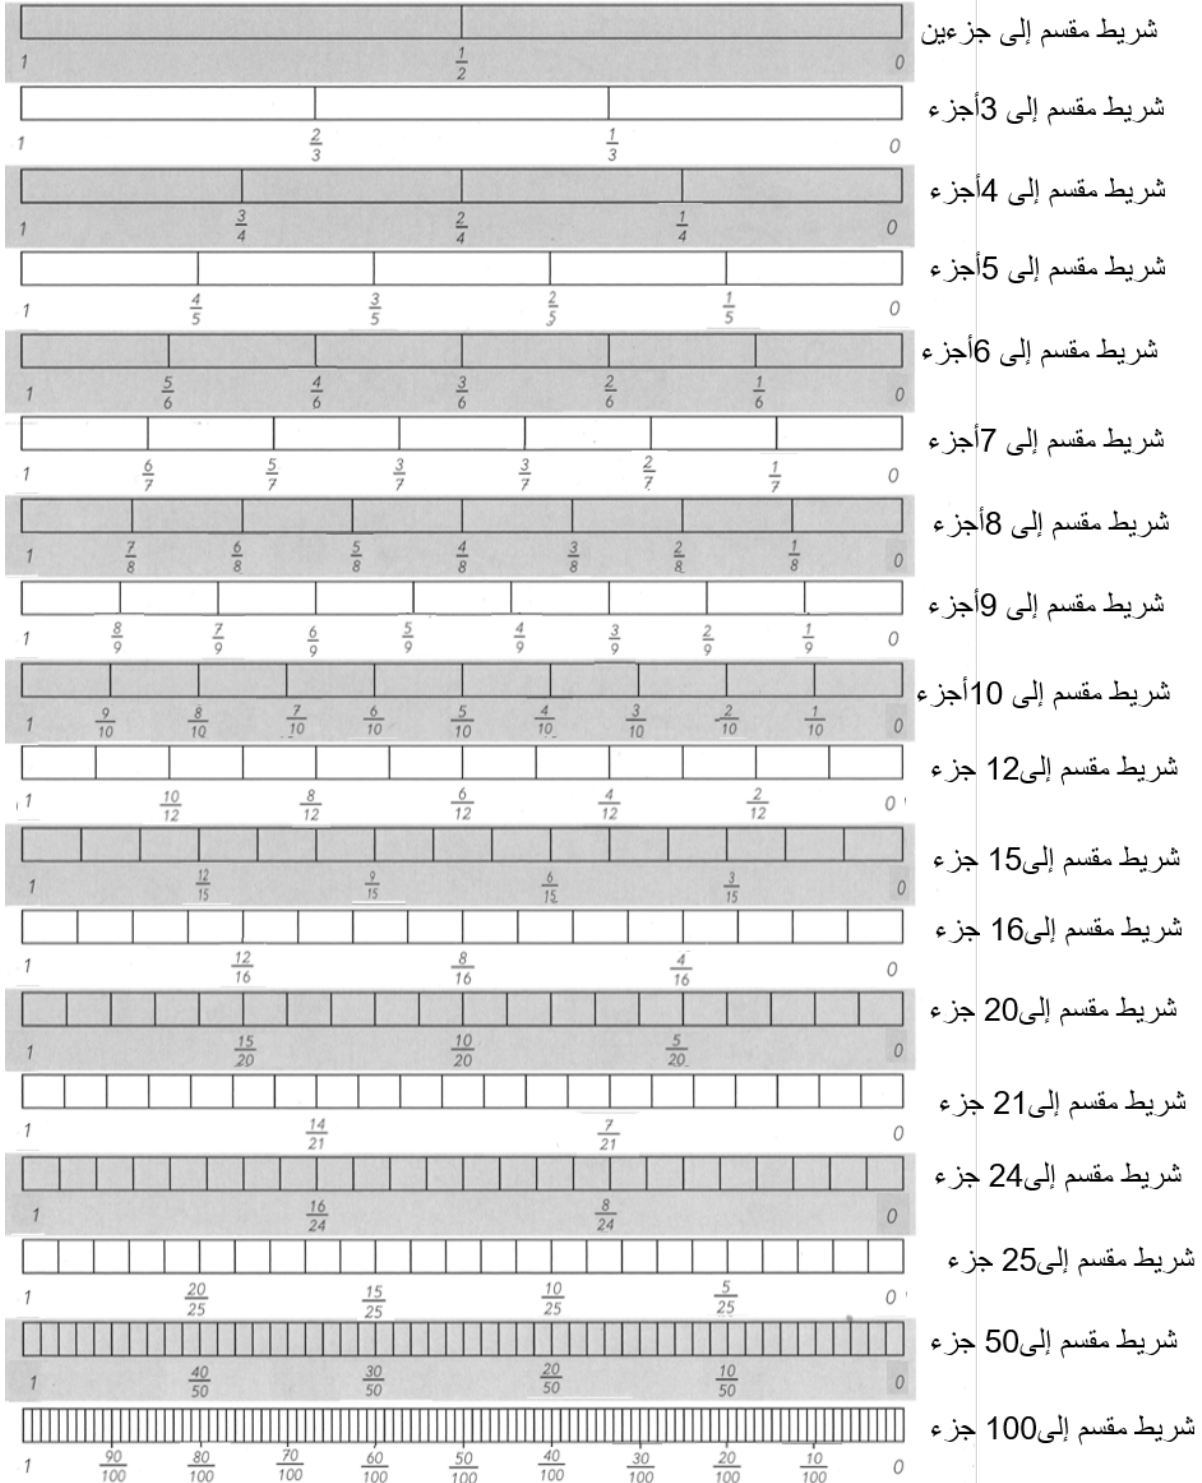 شريط مقسم إلى جزءين
1 1/2 0
شريط مقسم إلى 3أجزء
1 2/3 1/3 0
شريط مقسم إلى 4أجزء
1 3/4 2/4 1/4 0
شريط مقسم إلى 5أجزء
1 4/5 3/5 2/5 1/5 0
شريط مقسم إلى 6أجزء
1 5/6 4/6 3/6 2/6 1/6 0
شريط مقسم إلى 7أجزء
1 6/7 5/7 3/7 3/7 2/7 1/7 0
شريط مقسم إلى 8أجزء
1 7/8 6/8 5/8 4/8 3/8 2/8 1/8 0
شريط مقسم إلى 9أجزء
1 8/9 7/9 6/9 5/9 4/9 3/9 2/9 1/9 0
شريط مقسم إلى 10أجزء
1 9/10 8/10 7/10 6/10 5/10 4/10 3/10 2/10 1/10 0
شريط مقسم إلى12 جزء
1 10/12 8/12 6/12 4/12 2/12 0
شريط مقسم إلى15 جزء
1 12/15 9/15 6/15 3/15 0
شريط مقسم إلى16 جزء
1 12/16 8/16 4/16 0
شريط مقسم إلى20 جزء
1 15/20 10/20 5/20 0
شريط مقسم إلى21 جزء
1 14/21 7/21 0
شريط مقسم إلى24 جزء
1 16/24 8/24 0
شريط مقسم إلى25 جزء
1 20/25 15/25 10/25 5/25 0
شريط مقسم إلى50 جزء
1 40/50 30/50 20/50 10/50 0
شريط مقسم إلى100 جزء
1 90/100 80/100 70/100 60/100 50/100 40/100 30/100 20/100 10/100 0